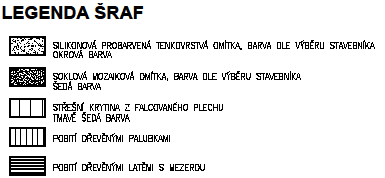 LEGENDA ŠRAF
SILIKONOVÁ PROBARVENÁ TENKOVRSTVÁ OMÍTKA, BARVA DLE VÝBĚRU STAVEBNÍKA
OKROVÁ BARVA
SOKLOVÁ MOZAIKOVÁ OMÍTKA, BARVA DLE VÝBĚRU STAVEBNÍKA
ŠEDÁ BARVA
STŘEŠNÍ KRYTINA Z FALCOVANÉHO PLECHU
TMAVĚ ŠEDÁ BARVA
POBITÍ DŘEVĚNÝMI PALUBKAMI
POBITÍ DŘEVĚNÝMI LATĚMI S MEZEROU